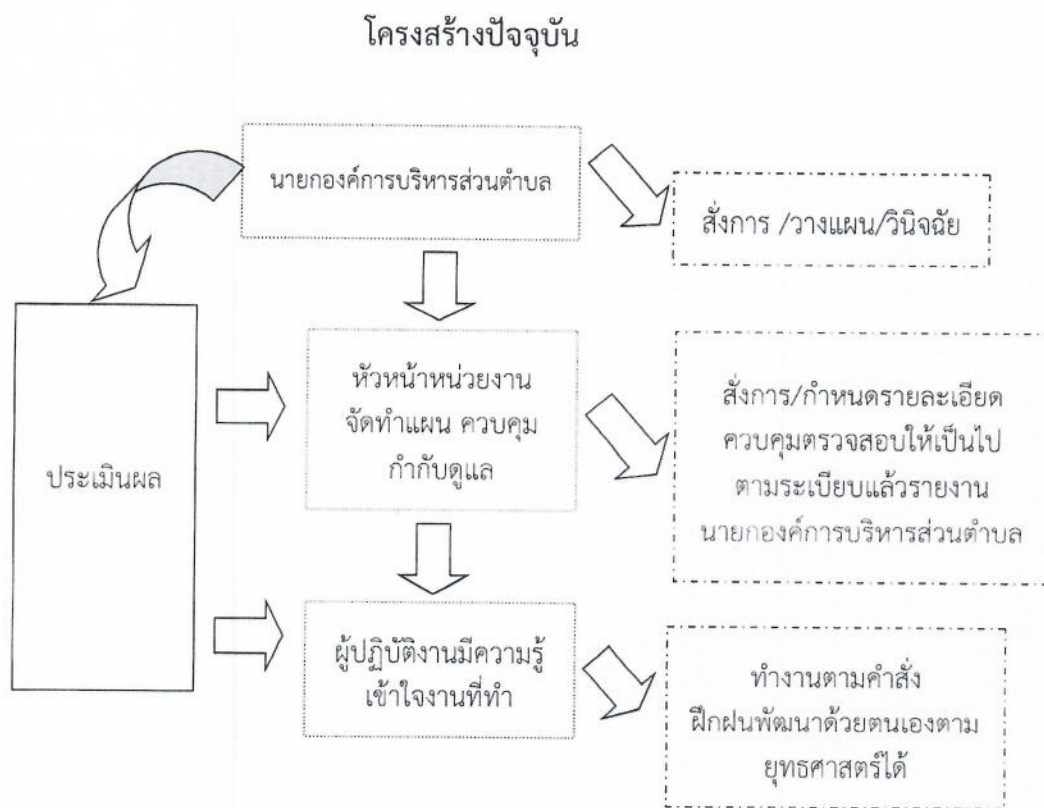 โครงสร้างปัจจุบัน
นายกองค์การบริหารส่วนตำบล
สั่งการ /วางแผน/วินิจฉัย
ประเมินผล
หัวหน้าหน่วยงาน
จัดทำแผน ควบคุม
กำกับดูแล
สั่งการ/กำหนดรายละเอียด
ควบคุมตรวจสอบให้เป็นไป
ตามระเบียบแล้วรายงาน
นายกองค์การบริหารส่วนตำบล
ผู้ปฏิบัติงานมีความรู้
เข้าใจงานที่ทำ
ทำงานตามคำสั่ง
ฝึกฝนพัฒนาด้วยตนเองตาม
ยุทธศาสตร์ได้